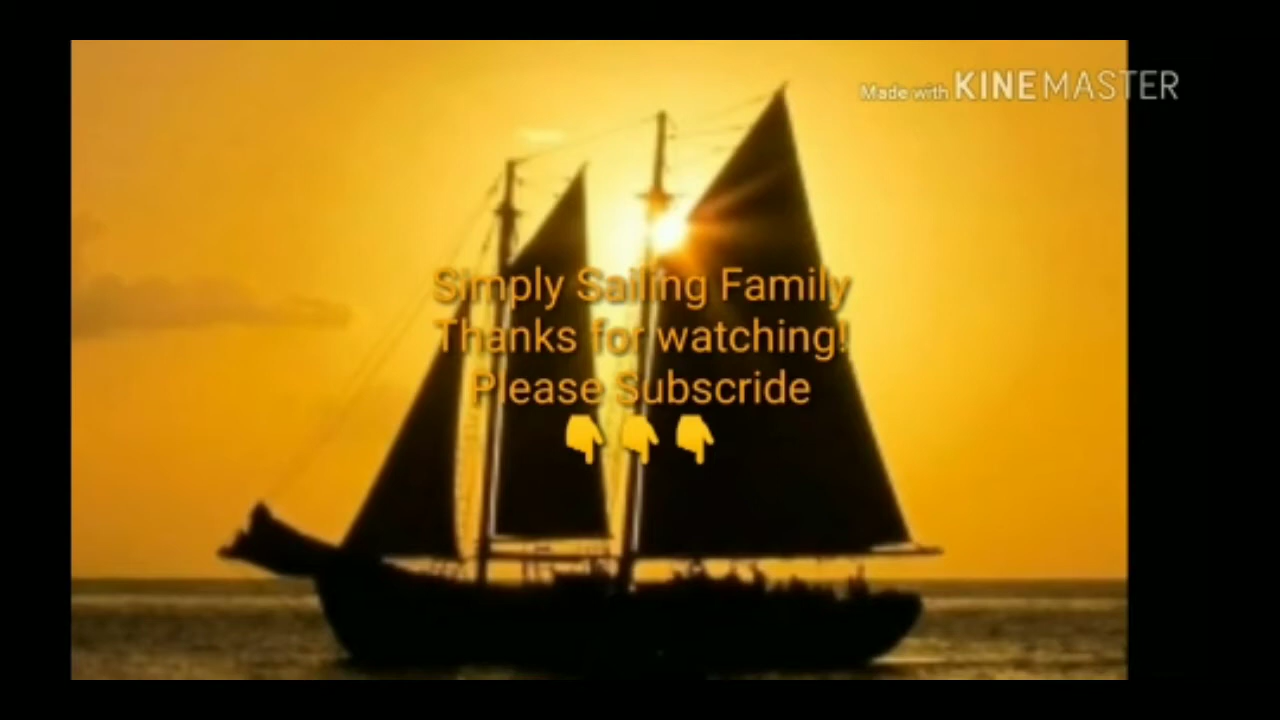 Made with KINEMASTER
Simply Sailing Family
Thanks for watching!
Please Subscride
👇👇👇